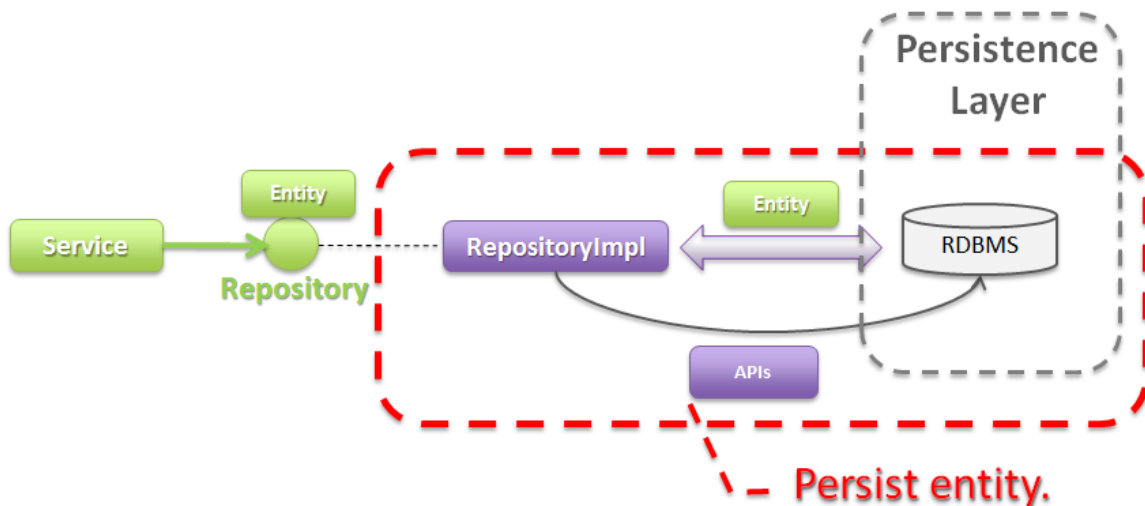 Persistence
Layer
Entity
Entity
Service
RepositoryImpl
RDBMS
Repository
APIs
Persist entity.